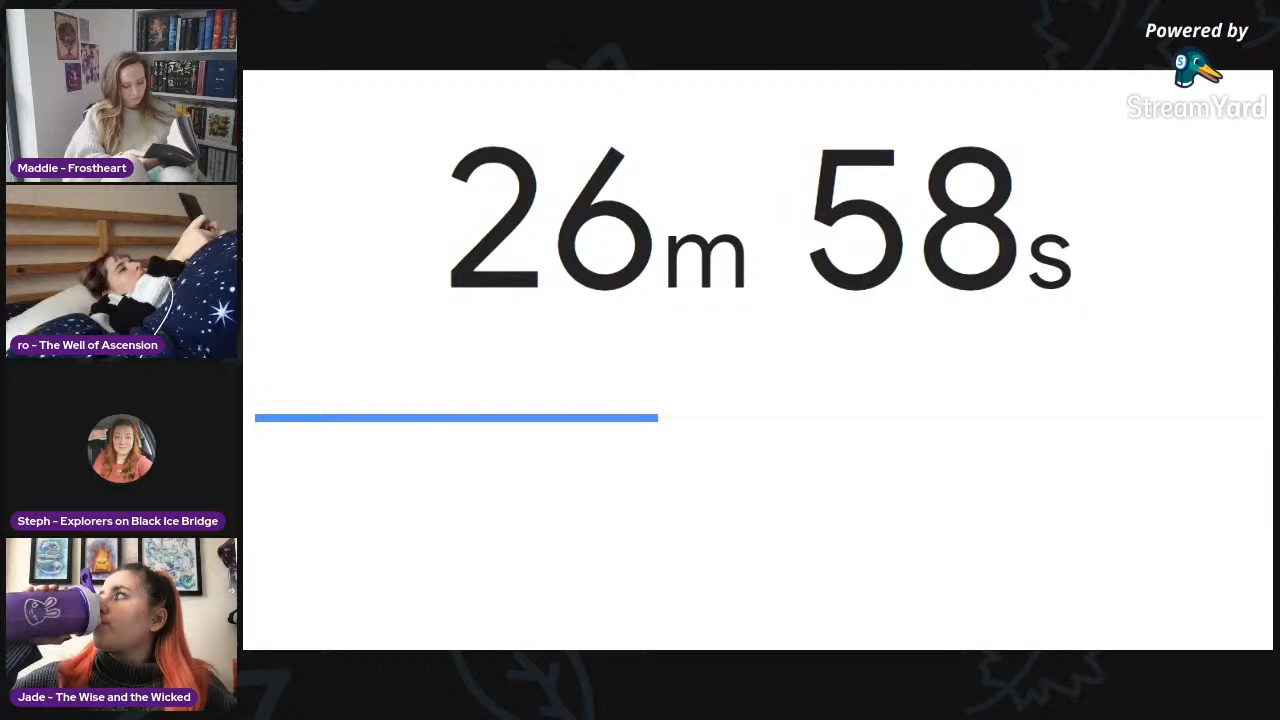 Powered by
StreamYard
26m 58s
Maddie - Frostheart
ro - The Well of Ascension
Steph - Explorers on Black Ice Bridge
Jade - The Wise and the Wicked